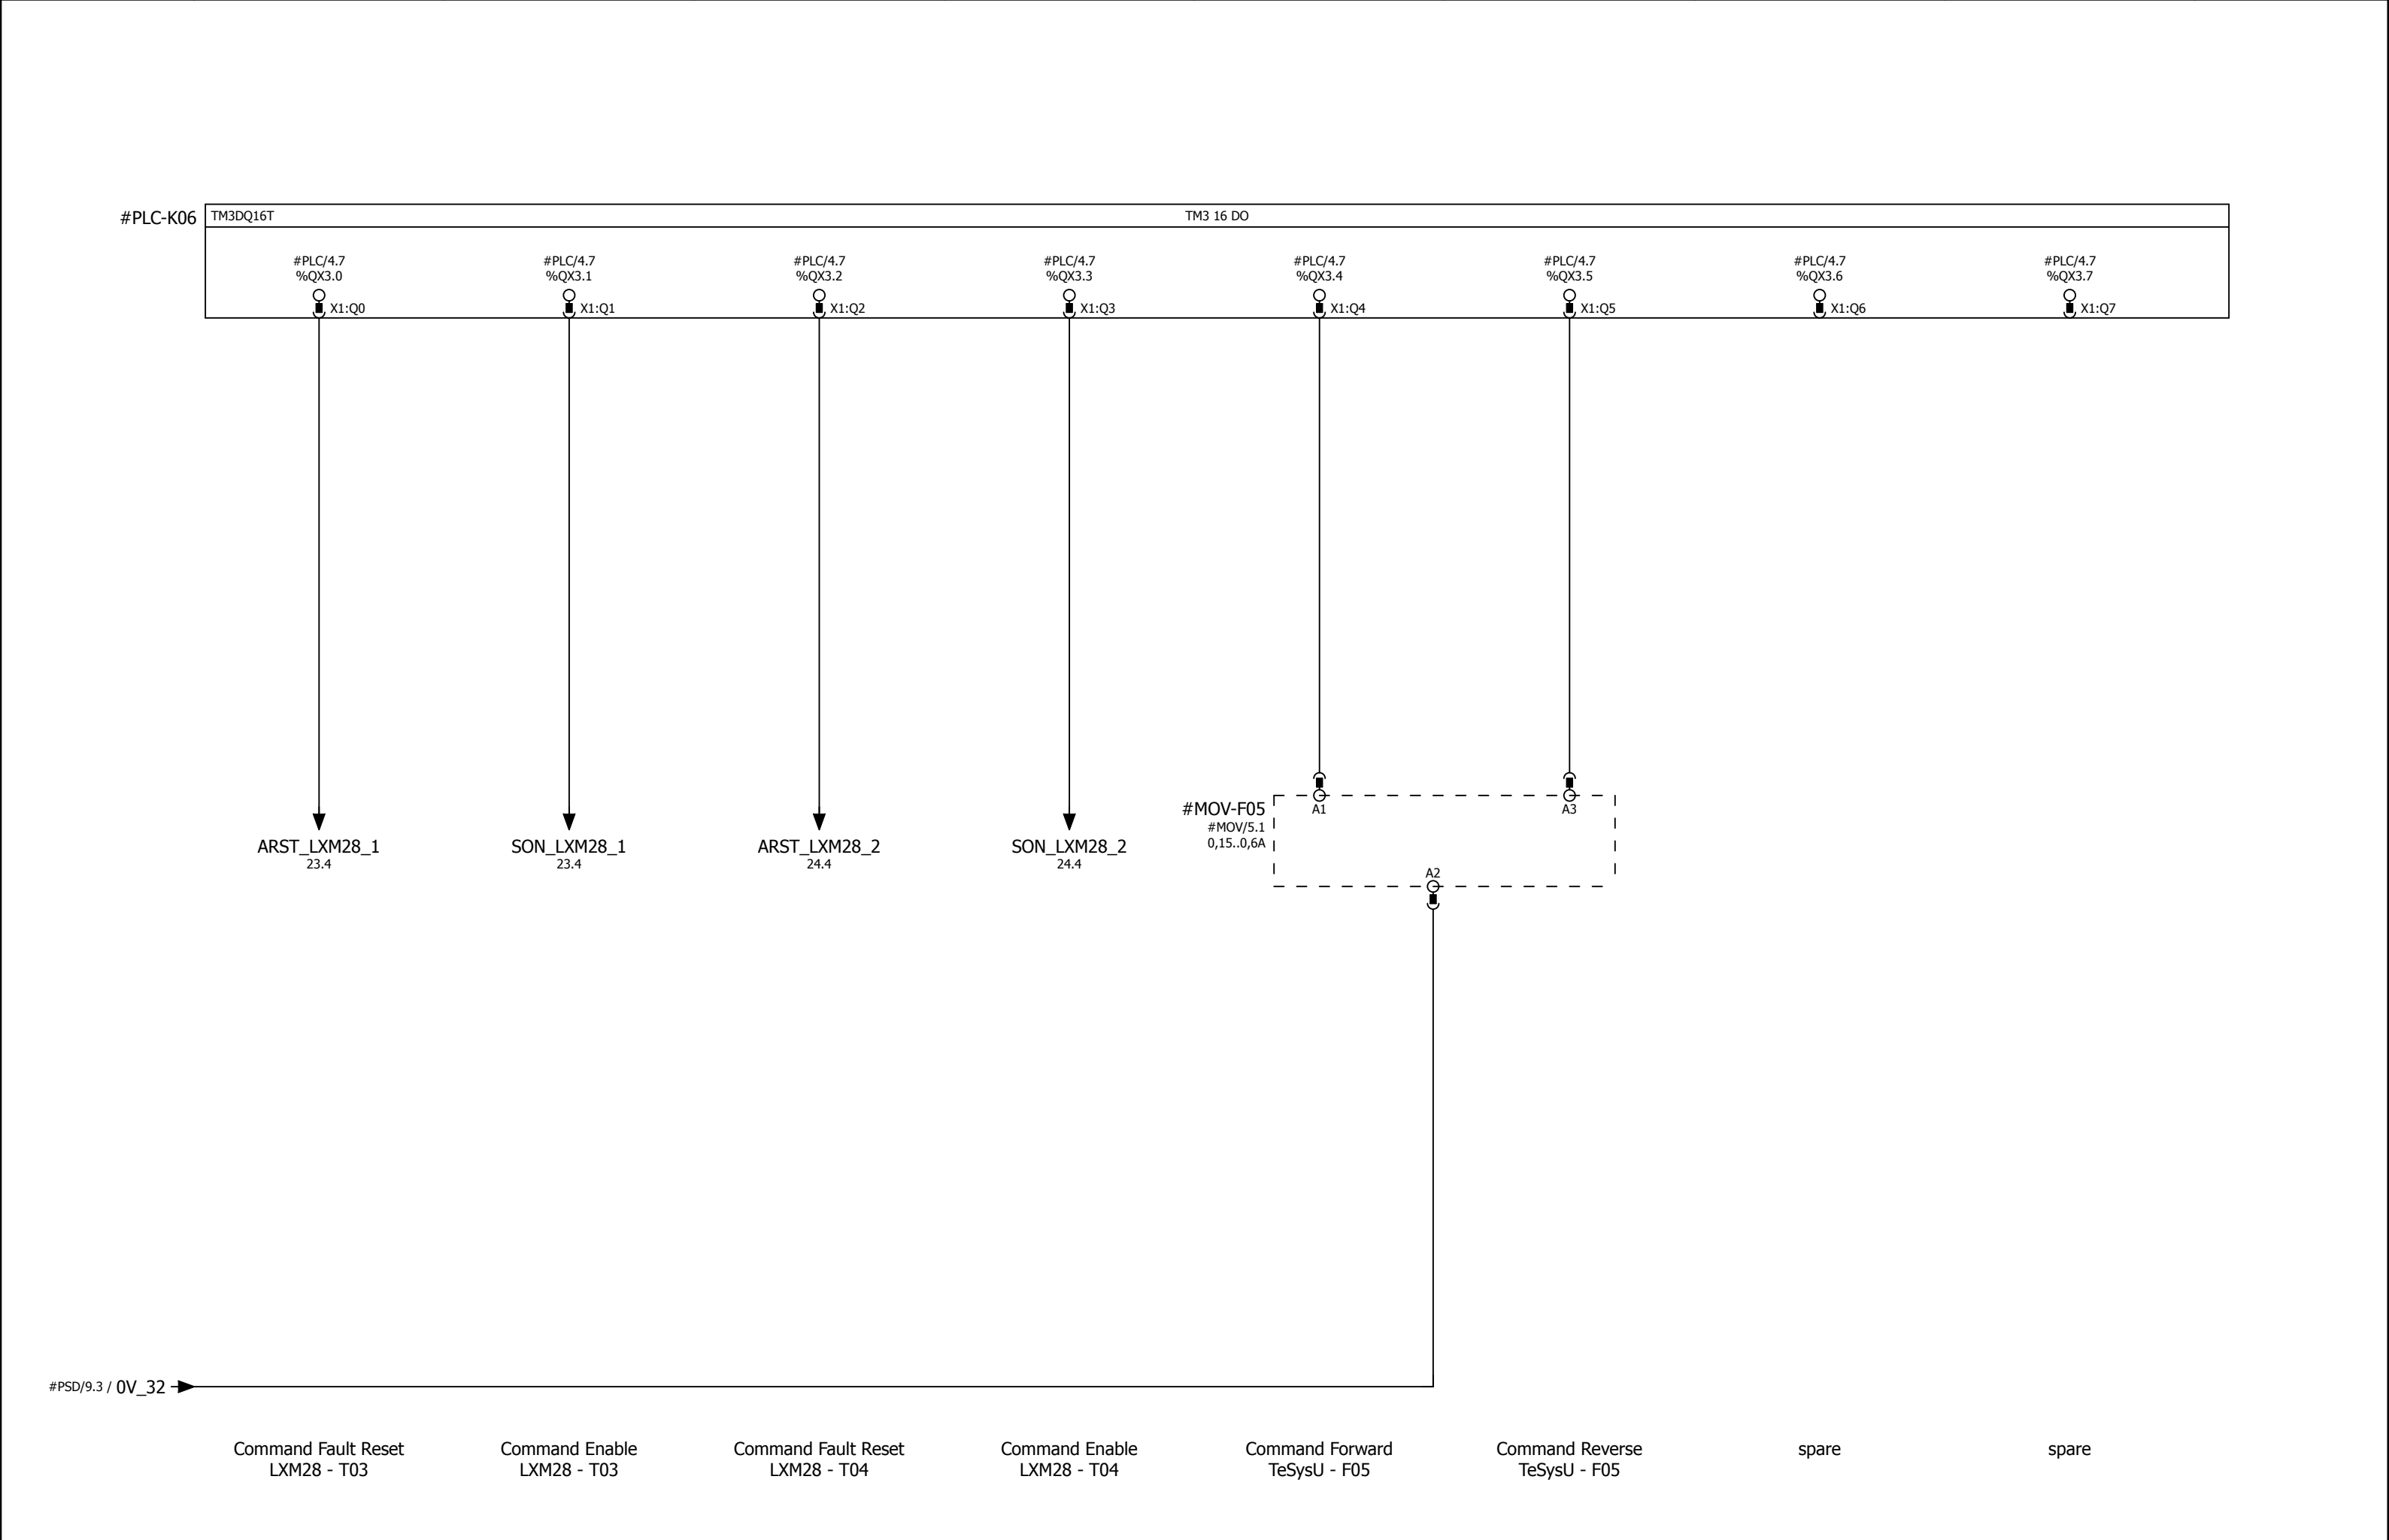 #PLC-K06
TM3DQ16T
TM3 16 DO
#PLC/4.7
%QX3.0
X1:Q0
#PLC/4.7
%QX3.1
X1:Q1
#PLC/4.7
%QX3.2
X1:Q2
#PLC/4.7
%QX3.3
X1:Q3
#PLC/4.7
%QX3.4
X1:Q4
#PLC/4.7
%QX3.5
X1:Q5
#PLC/4.7
%QX3.6
X1:Q6
#PLC/4.7
%QX3.7
X1:Q7
ARST_LXM28_1
23.4
SON_LXM28_1
23.4
ARST_LXM28_2
24.4
SON_LXM28_2
24.4
#MOV-F05
#MOV/5.1
0,15..0,6A
A1
A3
A2
#PSD/9.3 / 0V_32
Command Fault Reset
LXM28 - T03
Command Enable
LXM28 - T03
Command Fault Reset
LXM28 - T04
Command Enable
LXM28 - T04
Command Forward
TeSysU - F05
Command Reverse
TeSysU - F05
spare
spare